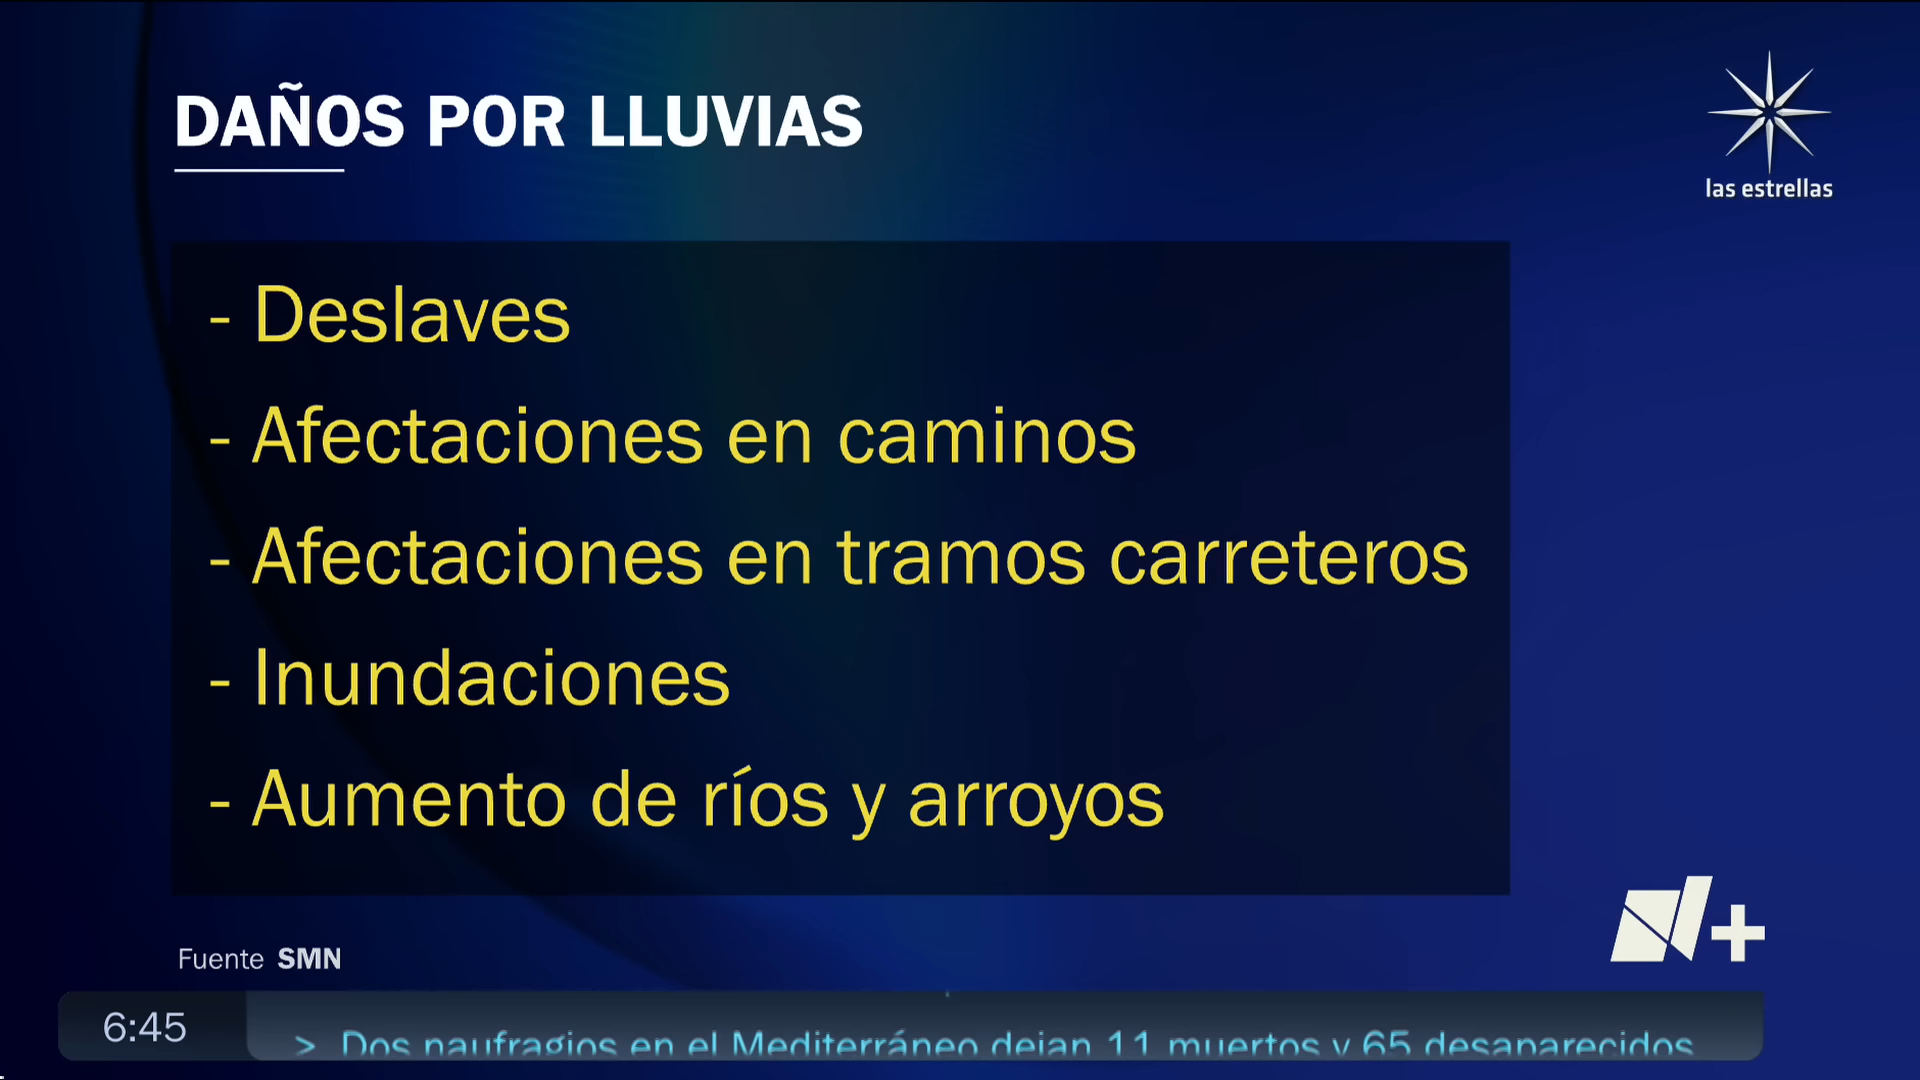 DAÑOS POR LLUVIAS
las estrellas
- Deslaves
- Afectaciones en caminos
- Afectaciones en tramos carreteros
- Inundaciones
- Aumento de ríos y arroyos
N+
Fuente SMN
6:45
> Dos naufragios en el Mediterráneo dejan 11 muertos y 65 desaparecidos